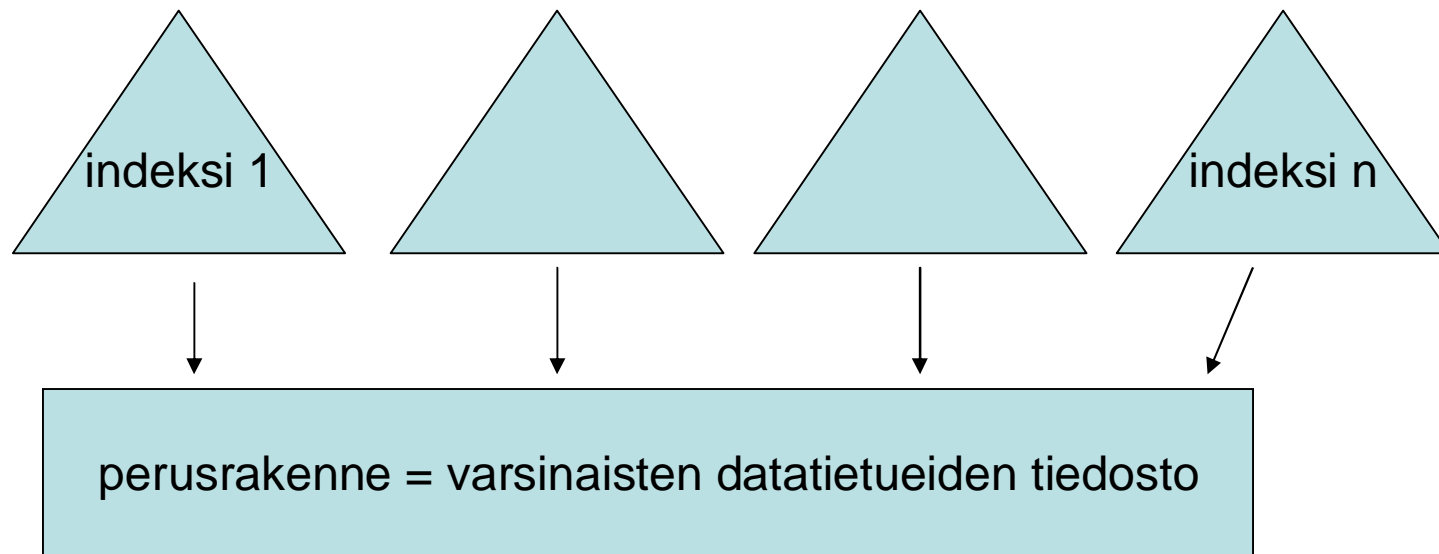 indeksi 1
indeksi n
perusrakenne = varsinaisten datatietueiden tiedosto